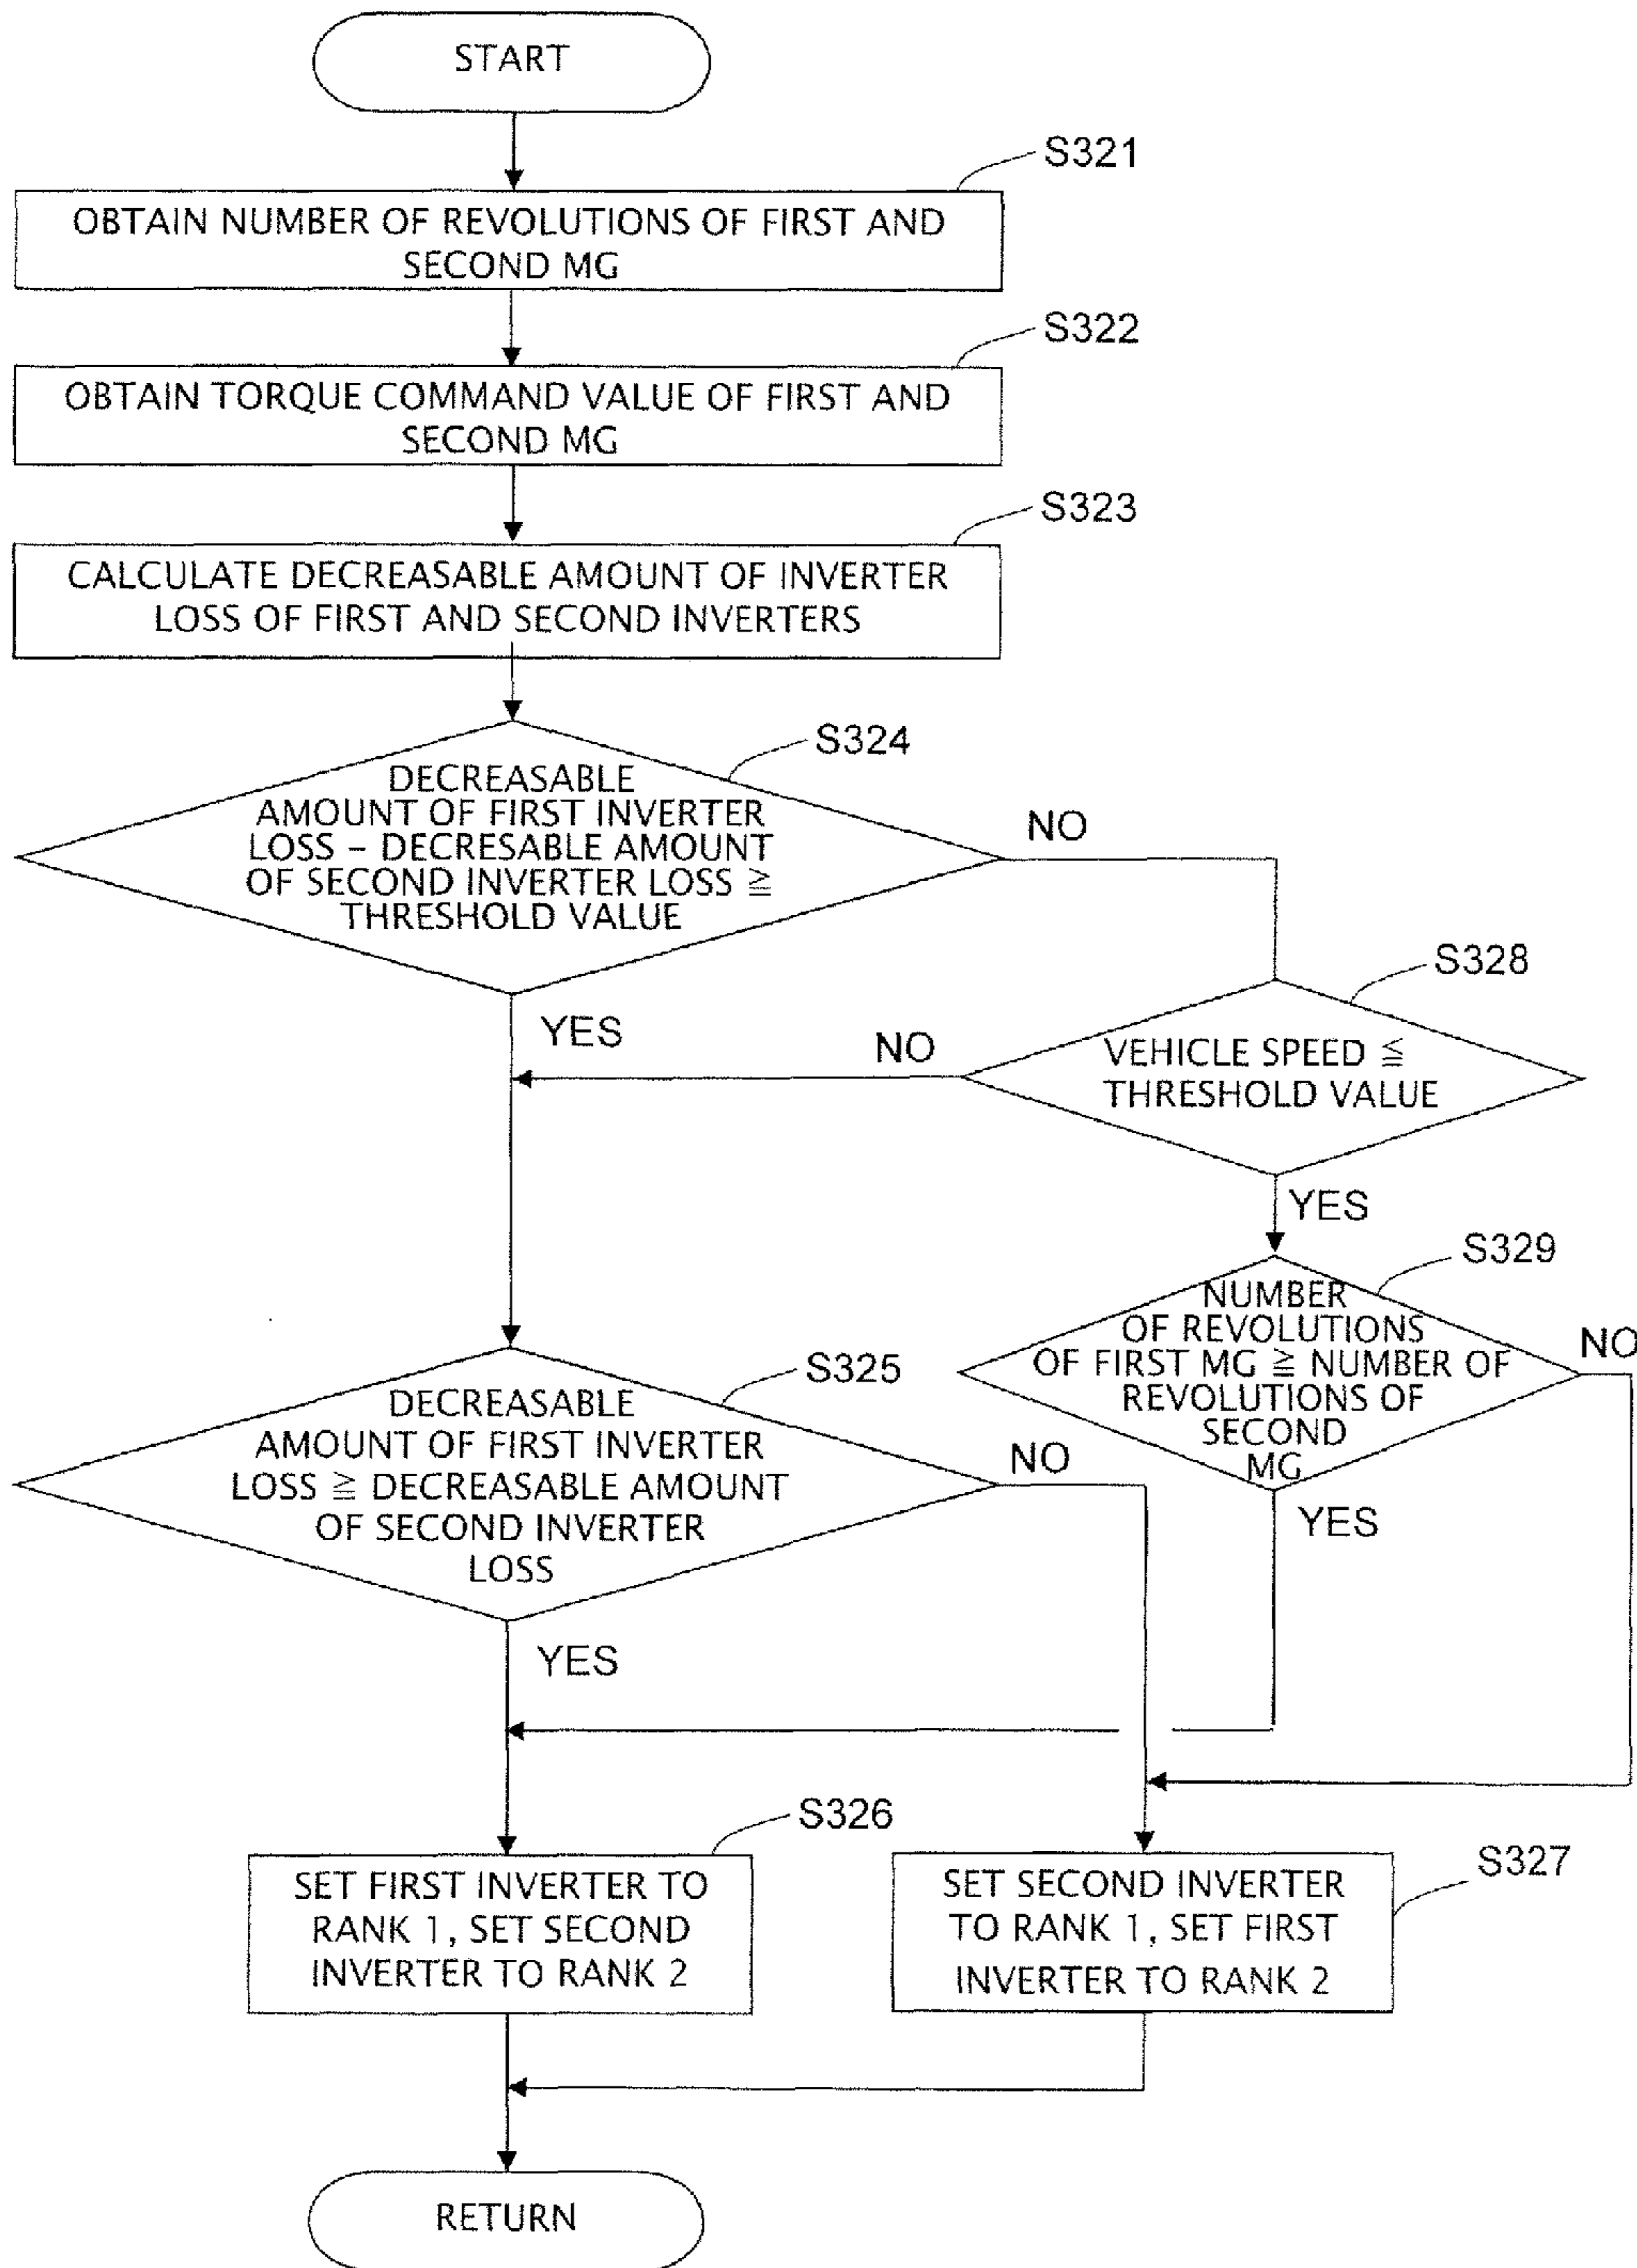 START
S321
OBTAIN NUMBER OF REVOLUTIONS OF FIRST AND
SECOND MG
S322
OBTAIN TORQUE COMMAND VALUE OF FIRST AND
SECOND MG
S323
CALCULATE DECREASABLE AMOUNT OF INVERTER
LOSS OF FIRST AND SECOND INVERTERS
S324
DECREASABLE
AMOUNT OF FIRST INVERTER
LOSS – DECRESABLE AMOUNT
OF SECOND INVERTER LOSS ≧
THRESHOLD VALUE
NO
YES
S328
VEHICLE SPEED ≦
THRESHOLD VALUE
NO
YES
S329
NUMBER
OF REVOLUTIONS
OF FIRST MG ≧ NUMBER OF
REVOLUTIONS OF
SECOND
MG
NO
YES
S325
DECREASABLE
AMOUNT OF FIRST INVERTER
LOSS ≧ DECREASABLE AMOUNT
OF SECOND INVERTER
LOSS
NO
YES
S326
SET FIRST INVERTER TO
RANK 1, SET SECOND
INVERTER TO RANK 2
S327
SET SECOND INVERTER
TO RANK 1, SET FIRST
INVERTER TO RANK 2
RETURN